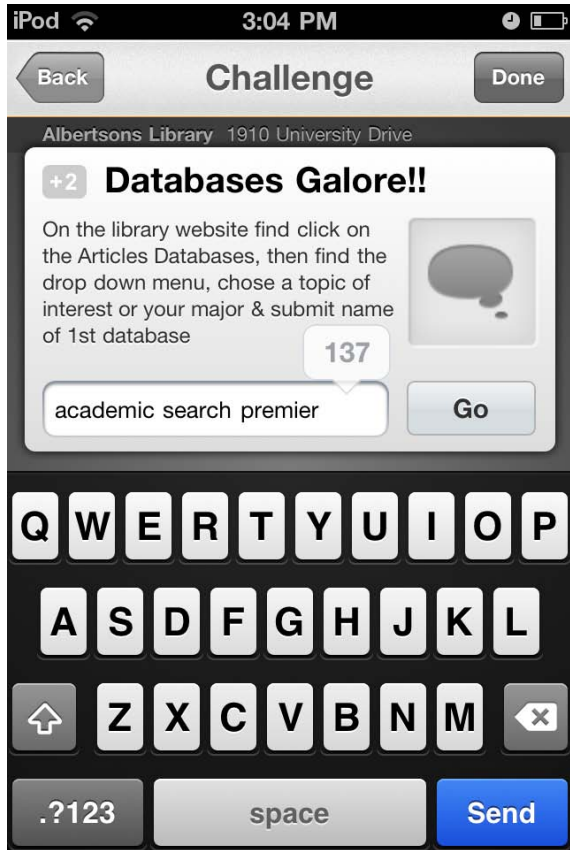 iPod 3:04 PM
Back Challenge Done
Albertsons Library 1910 University Drive
+2 Databases Galore!!
On the library website find click on
the Articles Databases, then find the
drop down menu, chose a topic of
interest or your major & submit name
of 1st database
137
academic search premier Go
Q W E R T Y U I O P
A S D F G H J K L
Z X C V B N M
.?123 space Send